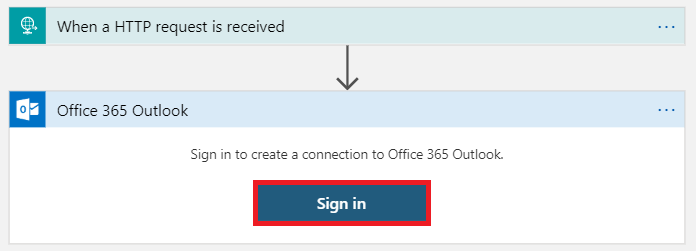 When a HTTP request is received
Office 365 Outlook
Sign in to create a connection to Office 365 Outlook.
Sign in